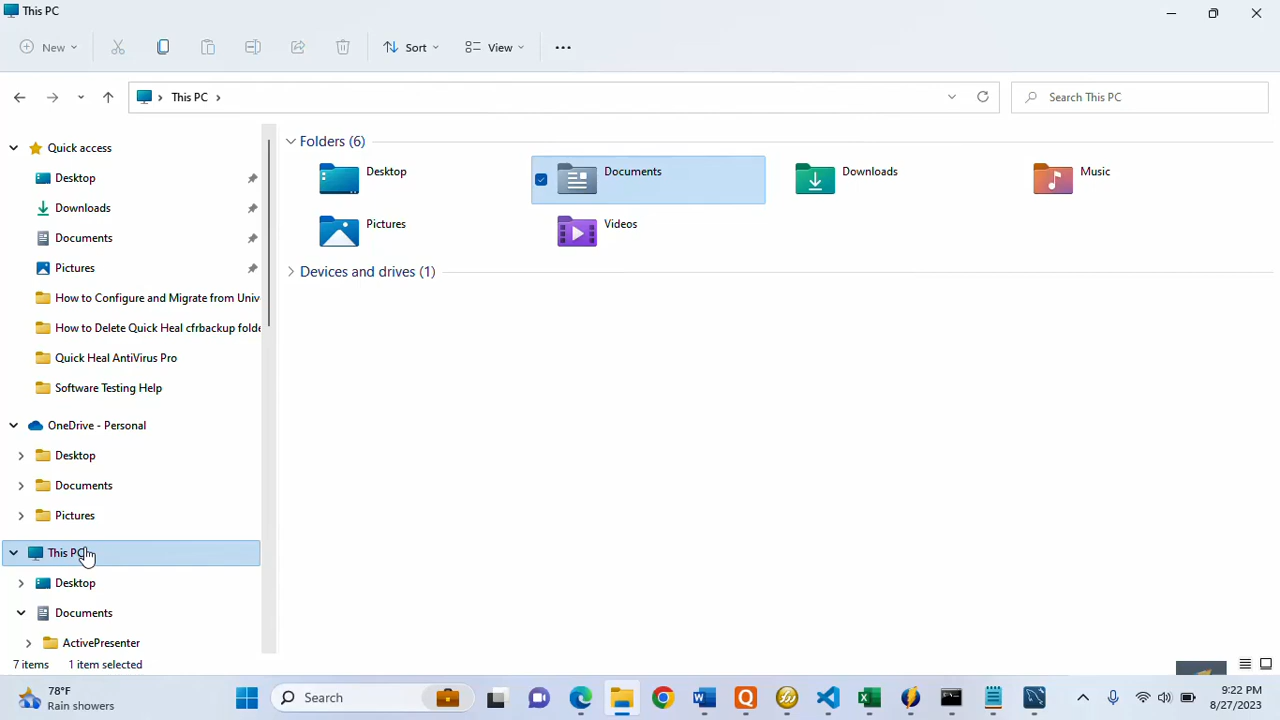 This PC
New
Sort
View
This PC
Search This PC
Quick access
Desktop
Downloads
Documents
Pictures
How to Configure and Migrate from Univ
How to Delete Quick Heal cfrbackup folde
Quick Heal AntiVirus Pro
Software Testing Help
OneDrive - Personal
Desktop
Documents
Pictures
This PC
Desktop
Documents
ActivePresenter
Folders (6)
Desktop
Documents
Downloads
Music
Pictures
Videos
Devices and drives (1)
7 items
1 item selected
78°F
Rain showers
Search
9:22 PM
8/27/2023